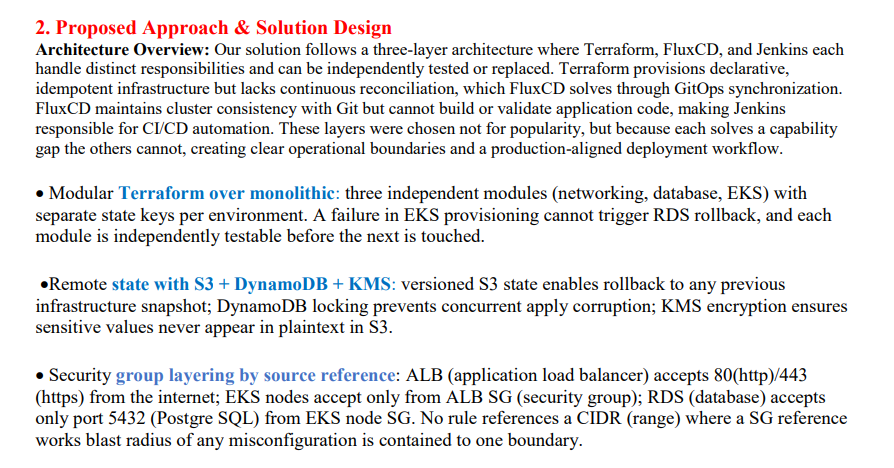 2. Proposed Approach & Solution Design
Architecture Overview: Our solution follows a three-layer architecture where Terraform, FluxCD, and Jenkins each
handle distinct responsibilities and can be independently tested or replaced. Terraform provisions declarative,
idempotent infrastructure but lacks continuous reconciliation, which FluxCD solves through GitOps synchronization.
FluxCD maintains cluster consistency with Git but cannot build or validate application code, making Jenkins
responsible for CI/CD automation. These layers were chosen not for popularity, but because each solves a capability
gap the others cannot, creating clear operational boundaries and a production-aligned deployment workflow.
• Modular Terraform over monolithic: three independent modules (networking, database, EKS) with
separate state keys per environment. A failure in EKS provisioning cannot trigger RDS rollback, and each
module is independently testable before the next is touched.
•Remote state with S3 + DynamoDB + KMS: versioned S3 state enables rollback to any previous
infrastructure snapshot; DynamoDB locking prevents concurrent apply corruption; KMS encryption ensures
sensitive values never appear in plaintext in S3.
• Security group layering by source reference: ALB (application load balancer) accepts 80(http)/443
(https) from the internet; EKS nodes accept only from ALB SG (security group); RDS (database) accepts
only port 5432 (Postgre SQL) from EKS node SG. No rule references a CIDR (range) where a SG reference
works blast radius of any misconfiguration is contained to one boundary.